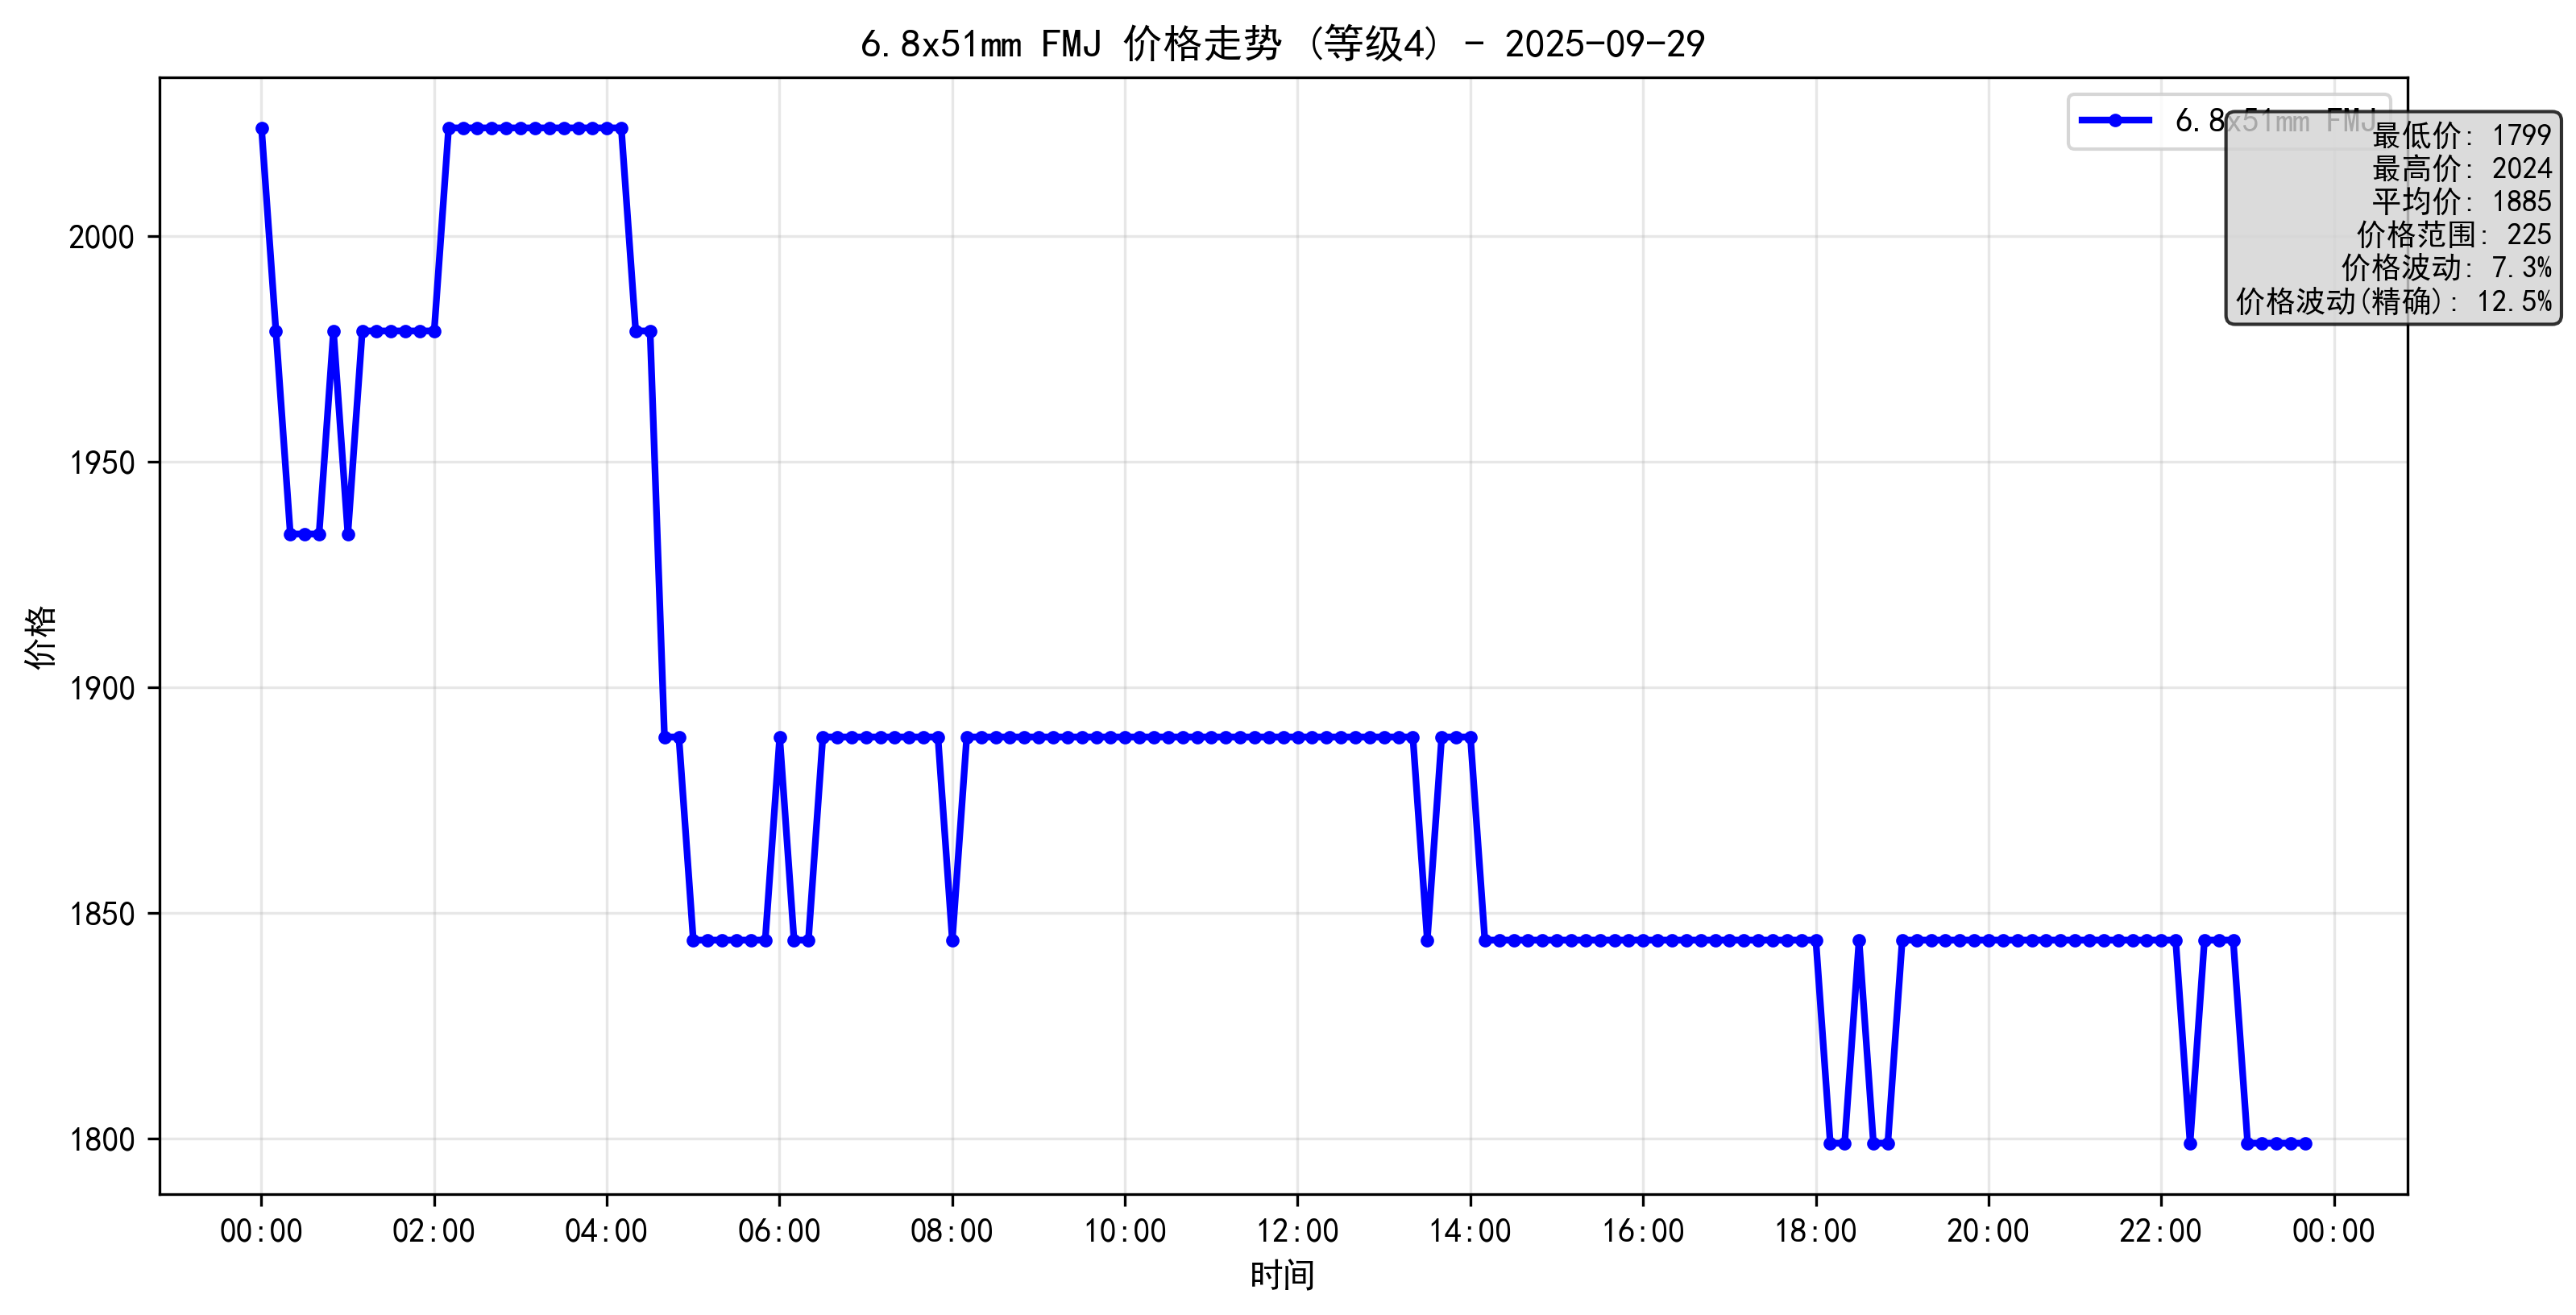 6.8x51mm FMJ 价格走势 (等级4) - 2025-09-29
6.8x51mm FMJ
最低价: 1799
最高价: 2024
平均价: 1885
价格范围: 225
价格波动: 7.3%
价格波动(精确): 12.5%
2000
1950
1900
1850
1800
价格
00:00 02:00 04:00 06:00 08:00 10:00 12:00 14:00 16:00 18:00 20:00 22:00 00:00
时间